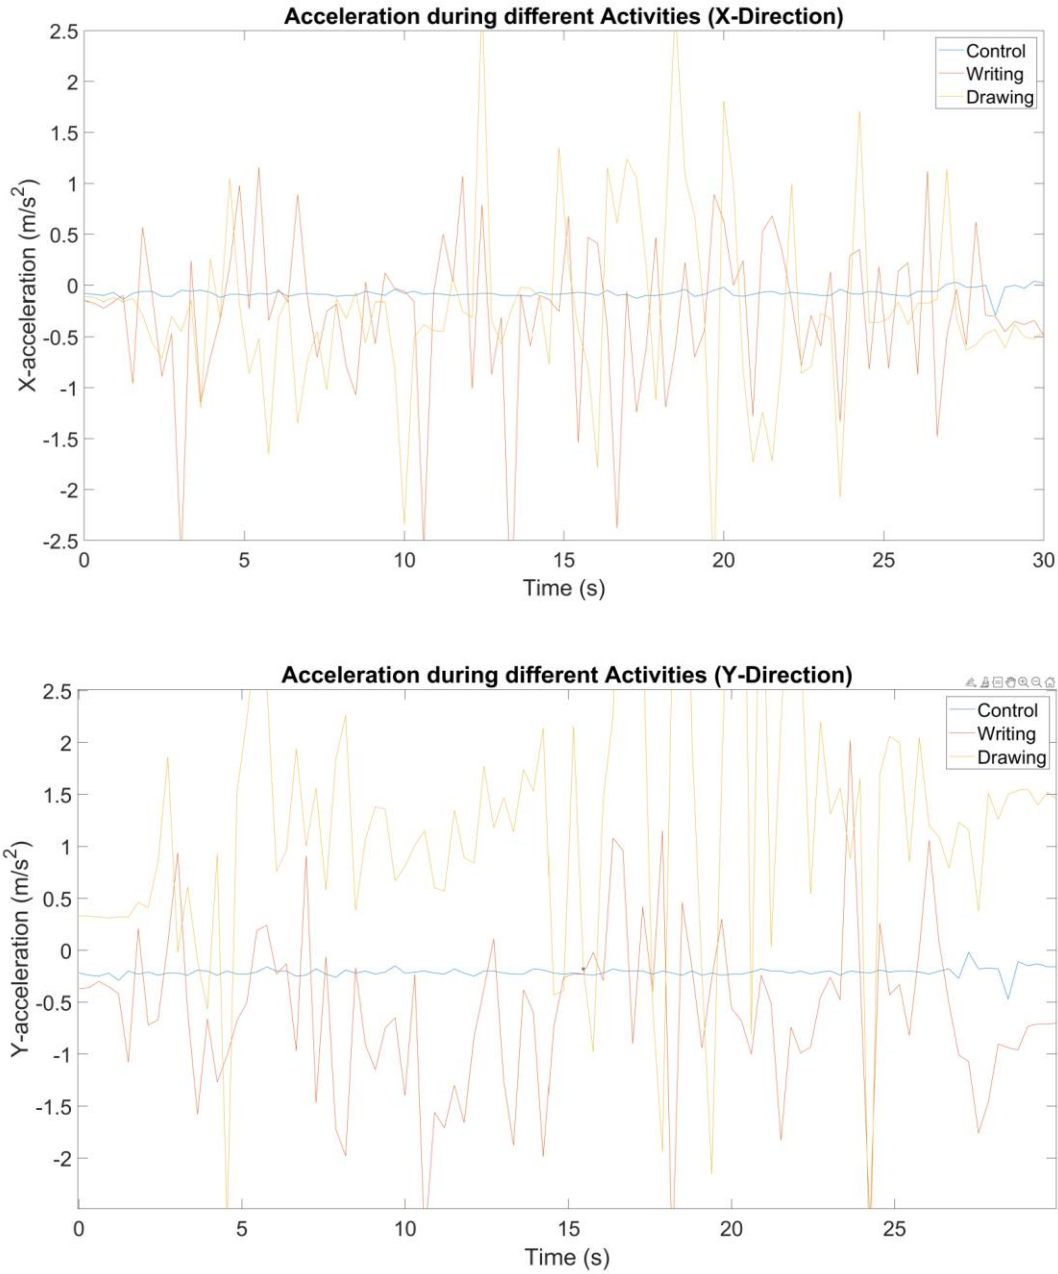 Acceleration during different Activities (X-Direction)
2.5
2
1.5
1
0.5
0
-0.5
-1
-1.5
-2
-2.5
X-acceleration (m/s²)
Control
Writing
Drawing
0 5 10 15 20 25 30
Time (s)
Acceleration during different Activities (Y-Direction)
2.5
2
1.5
1
0.5
0
-0.5
-1
-1.5
-2
Y-acceleration (m/s²)
Control
Writing
Drawing
0 5 10 15 20 25
Time (s)